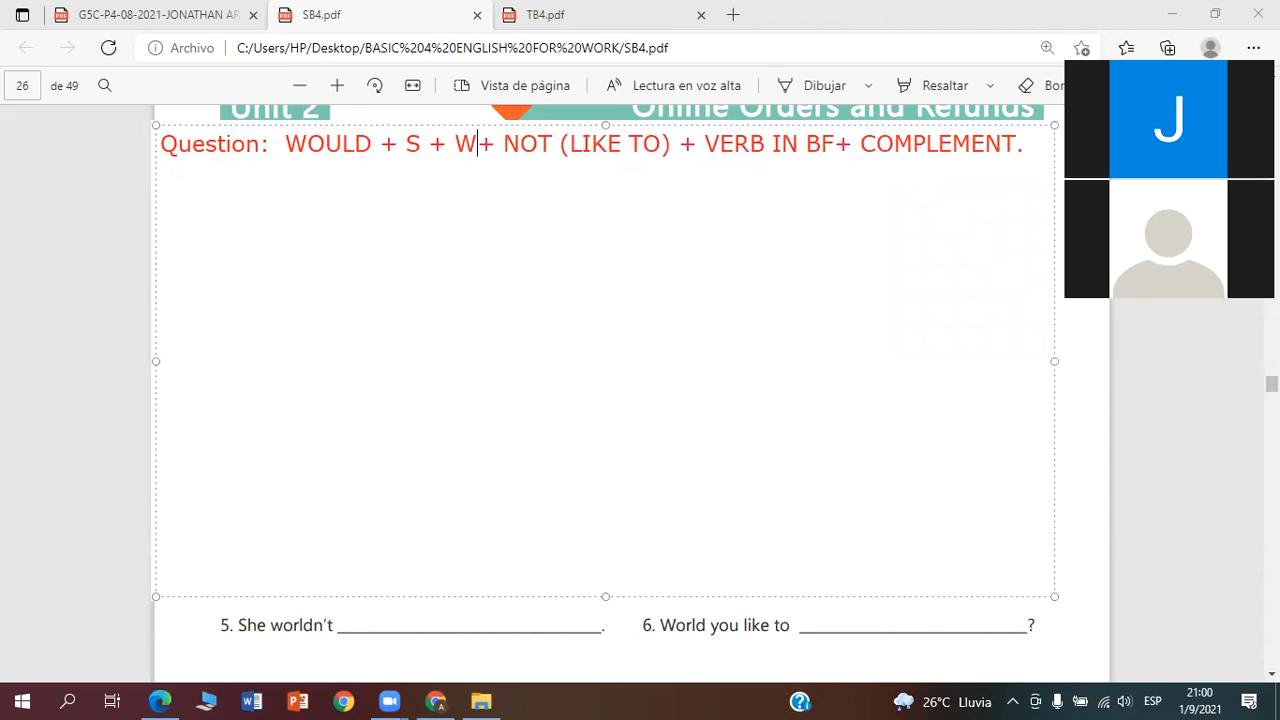 G5C-P4-08-2021-JONATHAN AR
SB4.pdf
TB4.pdf
Archivo
C:/Users/HP/Desktop/BASIC%204%20ENGLISH%20FOR%20WORK/SB4.pdf
26
de 49
Vista de página
Lectura en voz alta
Dibujar
Resaltar
Bor
Unit 2
Online Orders and Refunds
Question: WOULD + S + W+ NOT (LIKE TO) + VERB IN BF+ COMPLEMENT.
J
5. She worldn't ______________________________.
6. World you like to __________________________?
26°C Lluvia
ESP
21:00
1/9/2021